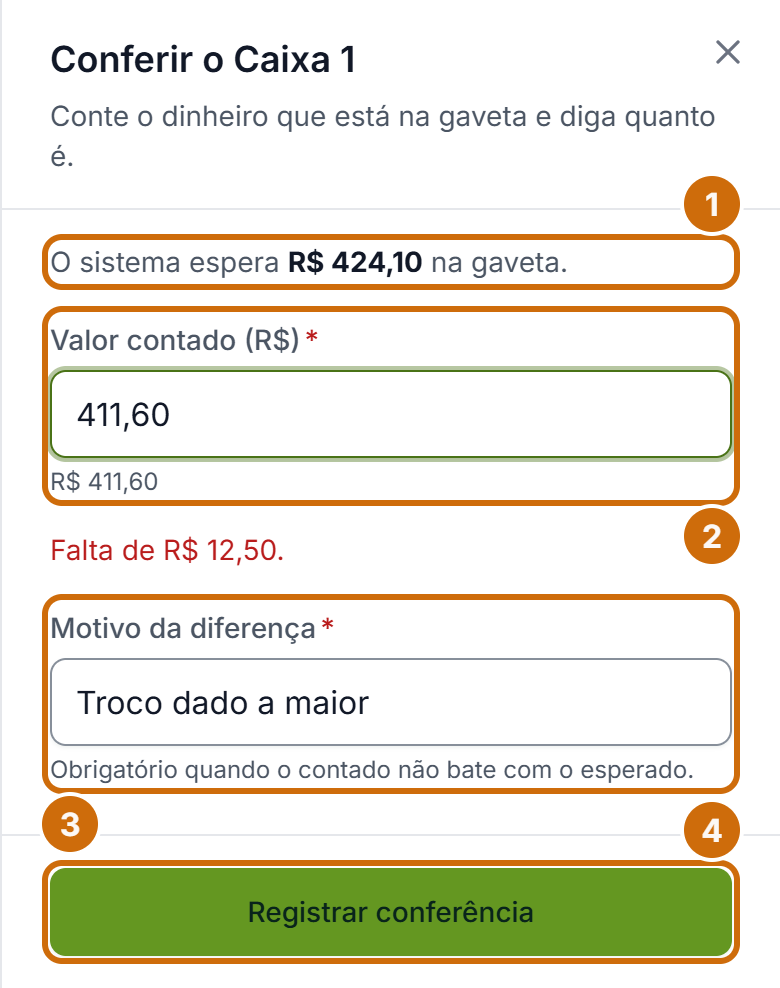 Conferir o Caixa 1
Conte o dinheiro que está na gaveta e diga quanto
é.
1
O sistema espera R$ 424,10 na gaveta.
Valor contado (R$) *
411,60
R$ 411,60
2
Falta de R$ 12,50.
Motivo da diferença *
Troco dado a maior
Obrigatório quando o contado não bate com o esperado.
3
4
Registrar conferência